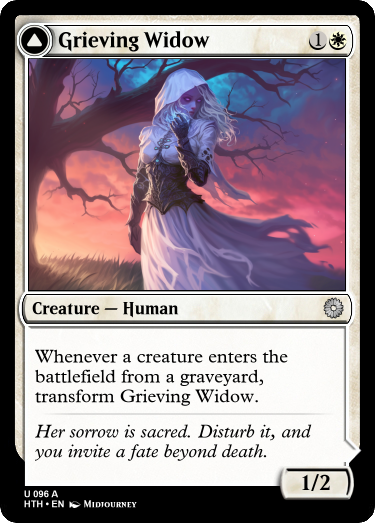 Grieving Widow 1
Creature — Human
Whenever a creature enters the
battlefield from a graveyard,
transform Grieving Widow.
Her sorrow is sacred. Disturb it, and
you invite a fate beyond death.
1/2
U 096 A
HTH • EN Midjourney